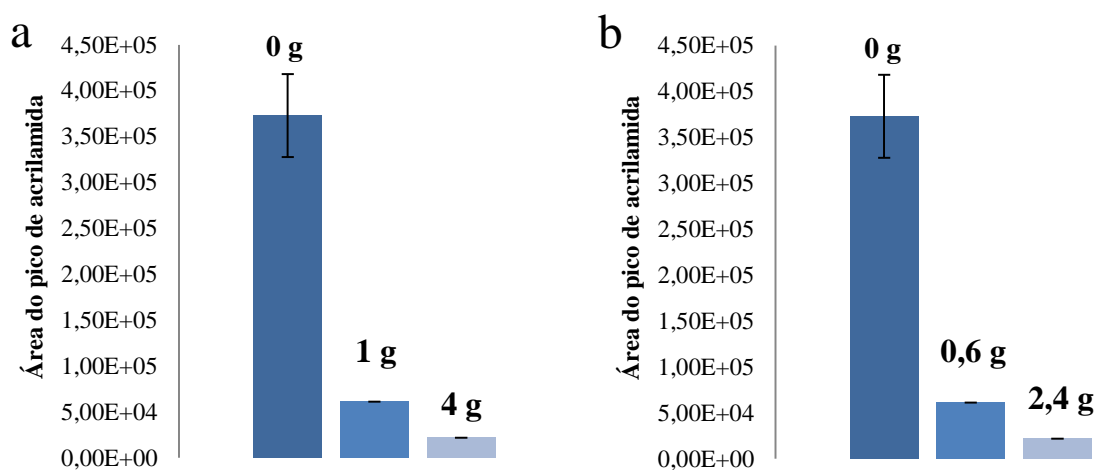 a
Área do pico de acrilamida
4,50E+05
4,00E+05
3,50E+05
3,00E+05
2,50E+05
2,00E+05
1,50E+05
1,00E+05
5,00E+04
0,00E+00
0 g
1 g
4 g
b
Área do pico de acrilamida
4,50E+05
4,00E+05
3,50E+05
3,00E+05
2,50E+05
2,00E+05
1,50E+05
1,00E+05
5,00E+04
0,00E+00
0 g
0,6 g
2,4 g